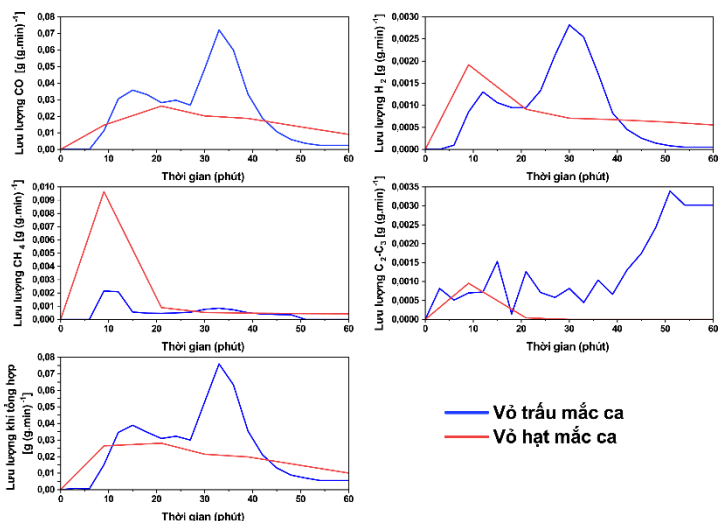 Lưu lượng CO [g (g.min) -1]
0,08
0,07
0,06
0,05
0,04
0,03
0,02
0,01
0,00
0 10 20 30 40 50 60
Thời gian (phút)
Lưu lượng H 2 [g (g.min) -1]
0,0030
0,0025
0,0020
0,0015
0,0010
0,0005
0,0000
0 10 20 30 40 50 60
Thời gian (phút)
Lưu lượng CH 4 [g (g.min) -1]
0,010
0,009
0,008
0,007
0,006
0,005
0,004
0,003
0,002
0,001
0,000
0 10 20 30 40 50 60
Thời gian (phút)
Lưu lượng C2-C3 [g (g.min) -1]
0,0035
0,0030
0,0025
0,0020
0,0015
0,0010
0,0005
0,0000
0 10 20 30 40 50 60
Thời gian (phút)
Lưu lượng khí tổng hợp
[g (g.min) -1]
0,08
0,07
0,06
0,05
0,04
0,03
0,02
0,01
0,00
0 10 20 30 40 50 60
Thời gian (phút)
Vỏ trấu mắc ca
Vỏ hạt mắc ca